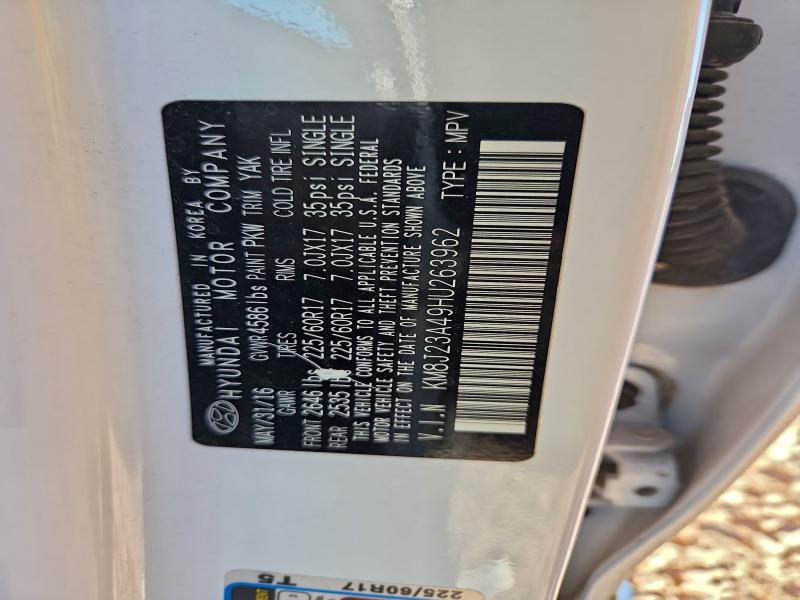 MANUFACTURED IN KOREA BY
HYUNDAI MOTOR COMPANY
MAY/31/16 GVWR 4586 lbs PAINT PKW TRIM YAK
GAWR TIRES RIMS COLD TIRE INFL
FRONT 2646 lbs 225/60R17 7.0JX17 35psi SINGLE
REAR 2535 lbs 225/60R17 7.0JX17 35psi SINGLE
THIS VEHICLE CONFORMS TO ALL APPLICABLE U.S.A. FEDERAL
MOTOR VEHICLE SAFETY AND THEFT PREVENTION STANDARDS
IN EFFECT ON THE DATE OF MANUFACTURE SHOWN ABOVE
V.I.N KM8J23A49HU263962 TYPE : MPV
T5
225/60R17